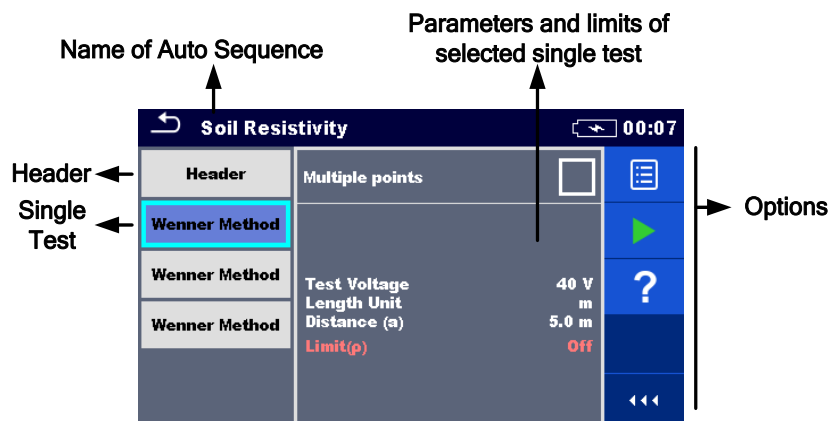 Parameters and limits of
selected single test
Name of Auto Sequence
Soil Resistivity
00:07
Header
Header
Multiple points
Single
Test
Wenner Method
Options
Wenner Method
Test Voltage 40 V
?
Length Unit m
Wenner Method
Distance (a) 5.0 m
Limit(ρ) Off